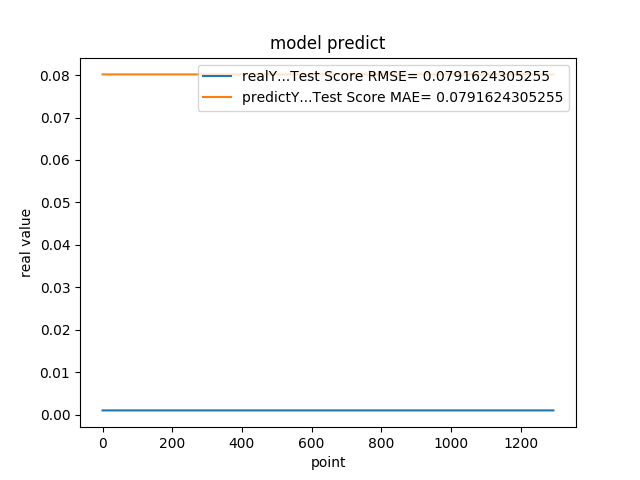 model predict
realY...Test Score RMSE= 0.0791624305255
predictY...Test Score MAE= 0.0791624305255
0.08
0.07
0.06
0.05
0.04
0.03
0.02
0.01
0.00
real value
0 200 400 600 800 1000 1200
point